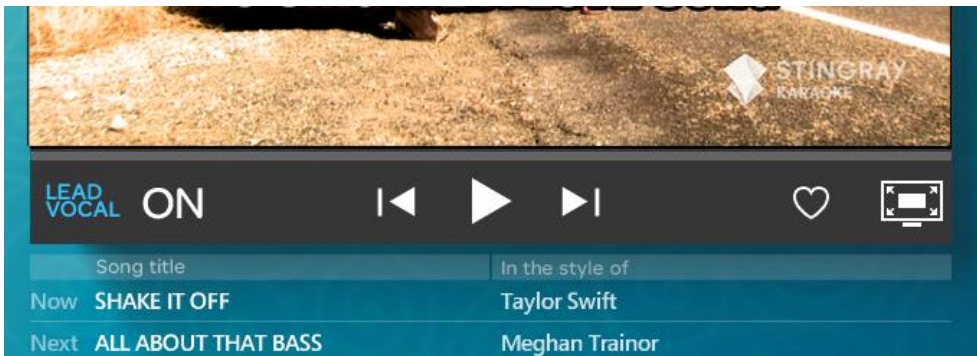 STINGRAY
KARAOKE
LEAD
VOCAL ON
Song title In the style of
Now SHAKE IT OFF Taylor Swift
Next ALL ABOUT THAT BASS Meghan Trainor